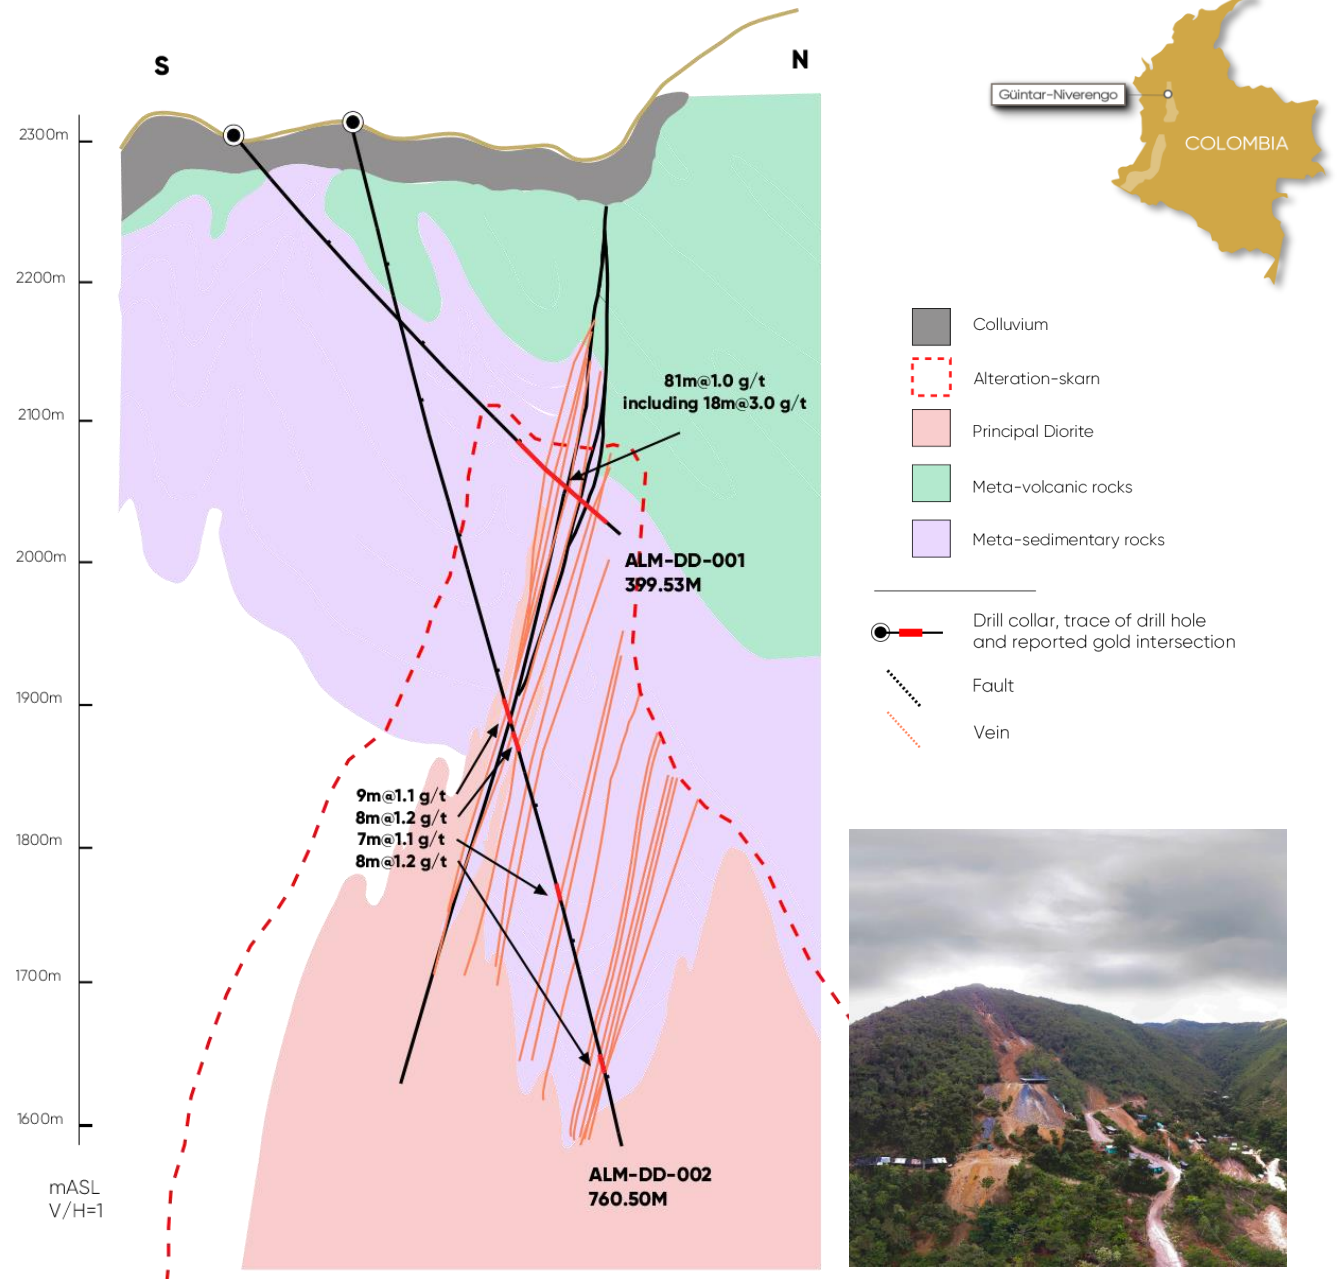 S
N
2300m
2200m
2100m
2000m
1900m
1800m
1700m
1600m
mASL
V/H=1
81m@1.0 g/t
including 18m@3.0 g/t
ALM-DD-001
399.53M
9m@1.1 g/t
8m@1.2 g/t
7m@1.1 g/t
8m@1.2 g/t
ALM-DD-002
760.50M
Güintar-Niverengo
COLOMBIA
Colluvium
Alteration-skarn
Principal Diorite
Meta-volcanic rocks
Meta-sedimentary rocks
Drill collar, trace of drill hole
and reported gold intersection
Fault
Vein